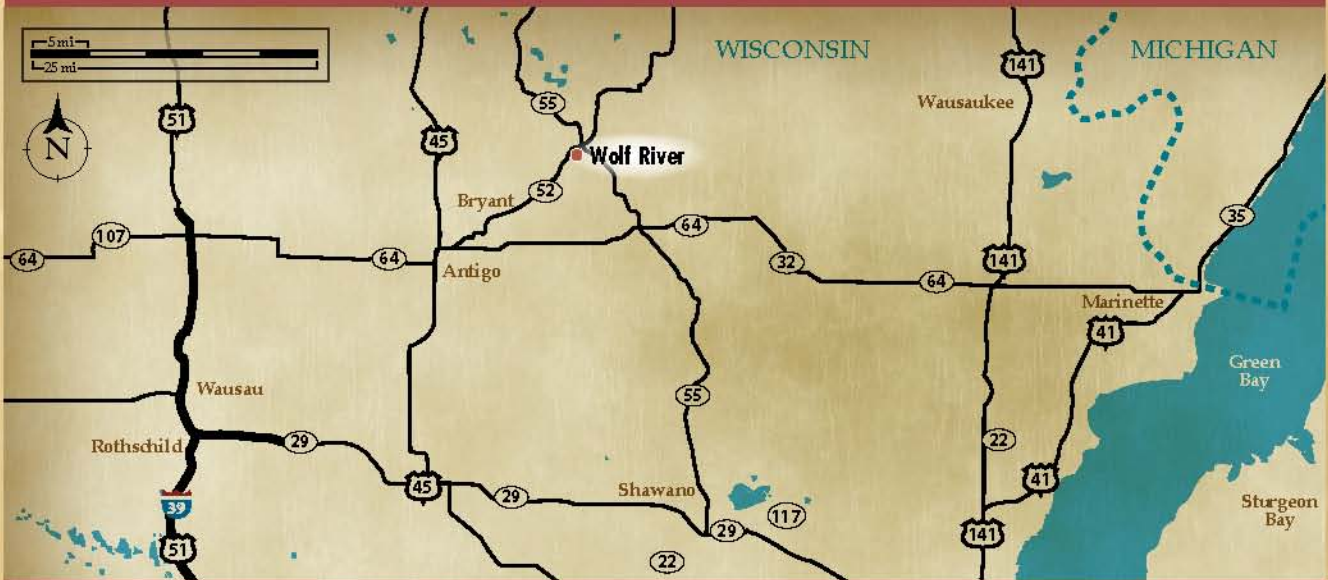 5 mi
25 mi
WISCONSIN
MICHIGAN
141
Wausaukee
55
51
45
N
Wolf River
52
Bryant
107
64
35
64
64
32
141
Antigo
64
Marinette
41
Green
Bay
Wausau
55
Rothschild
29
22
45
29
Shawano
41
39
117
Sturgeon
Bay
29
141
51
22